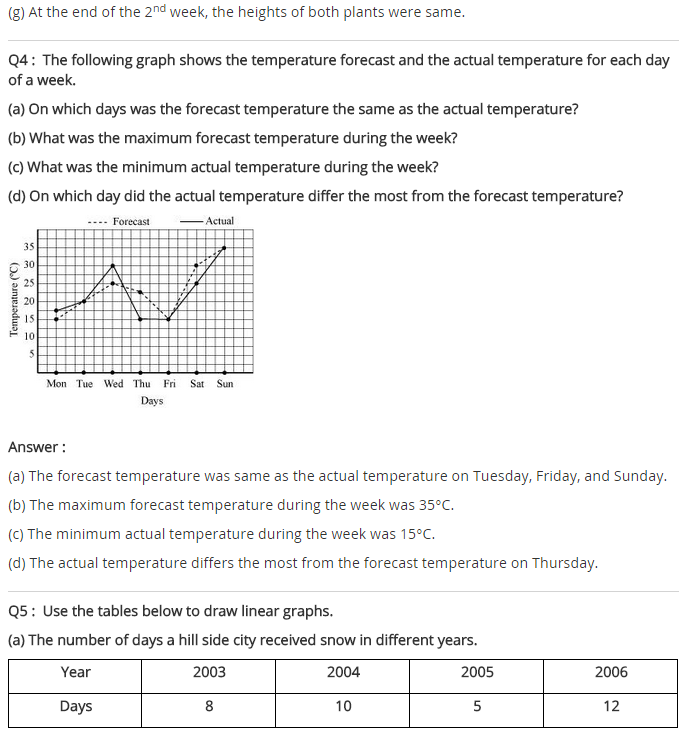 (g) At the end of the 2nd week, the heights of both plants were same.
Q4 : The following graph shows the temperature forecast and the actual temperature for each day
of a week.
(a) On which days was the forecast temperature the same as the actual temperature?
(b) What was the maximum forecast temperature during the week?
(c) What was the minimum actual temperature during the week?
(d) On which day did the actual temperature differ the most from the forecast temperature?
---- Forecast —— Actual
Temperature (°C)
35
30
25
20
15
10
5
Mon Tue Wed Thu Fri Sat Sun
Days
Answer :
(a) The forecast temperature was same as the actual temperature on Tuesday, Friday, and Sunday.
(b) The maximum forecast temperature during the week was 35°C.
(c) The minimum actual temperature during the week was 15°C.
(d) The actual temperature differs the most from the forecast temperature on Thursday.
Q5 : Use the tables below to draw linear graphs.
(a) The number of days a hill side city received snow in different years.
Year 2003 2004 2005 2006
Days 8 10 5 12